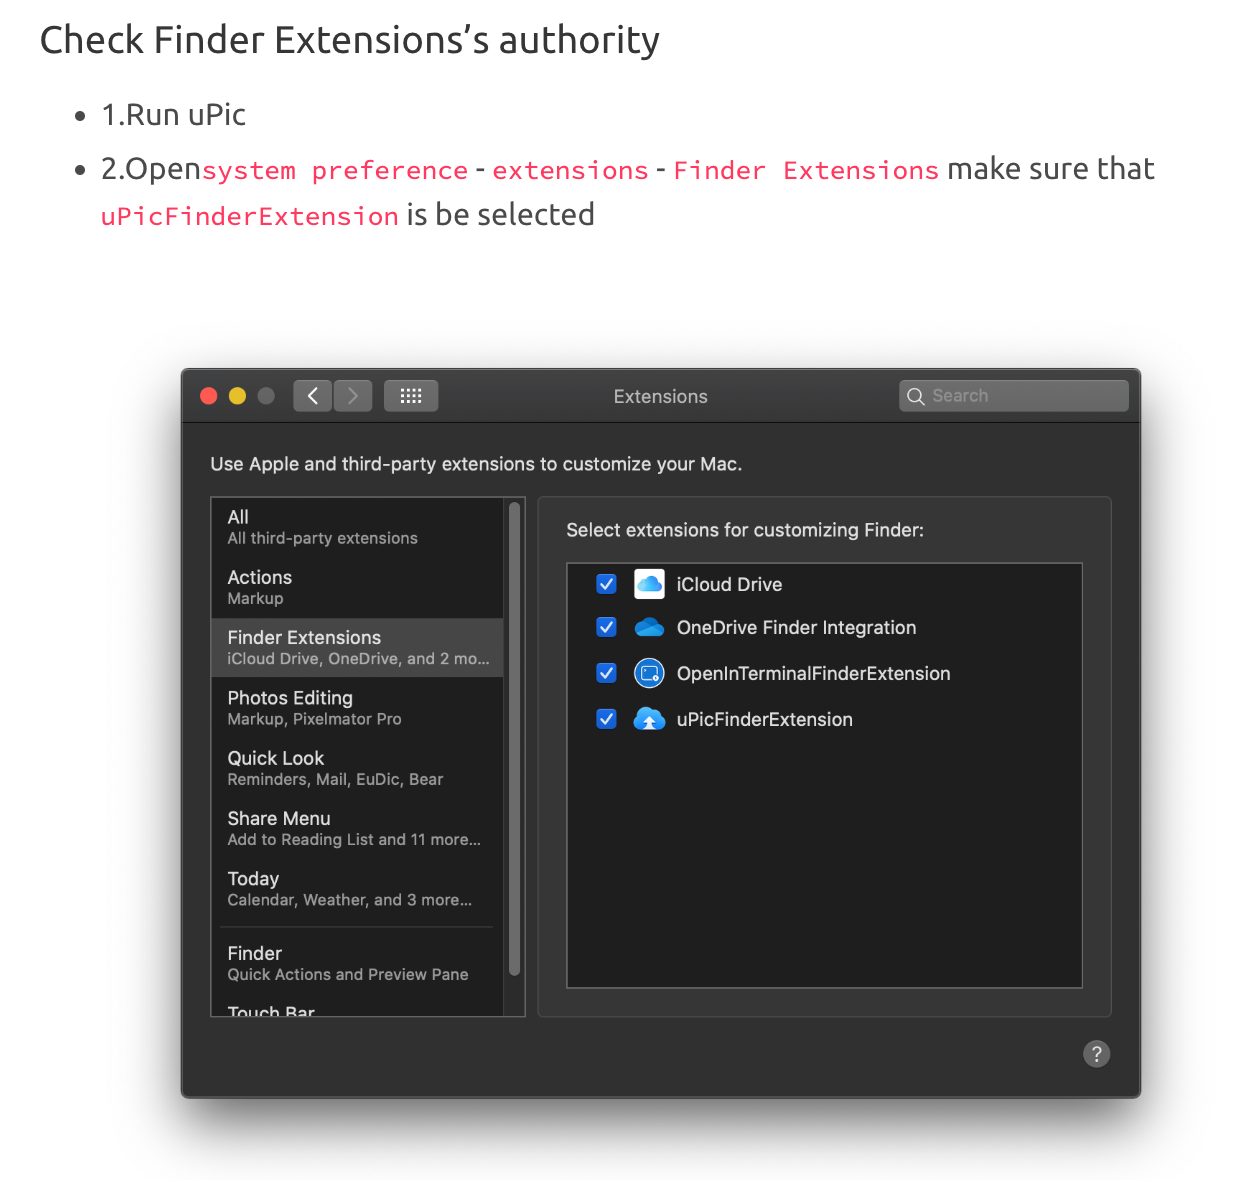 Check Finder Extensions’s authority
1.Run uPic
2.Opensystem preference - extensions - Finder Extensions make sure that
uPicFinderExtension is be selected
Extensions
Search
Use Apple and third-party extensions to customize your Mac.
All
All third-party extensions
Actions
Markup
Finder Extensions
iCloud Drive, OneDrive, and 2 mo...
Photos Editing
Markup, Pixelmator Pro
Quick Look
Reminders, Mail, EuDic, Bear
Share Menu
Add to Reading List and 11 more...
Today
Calendar, Weather, and 3 more...
Finder
Quick Actions and Preview Pane
Touch Bar
Select extensions for customizing Finder:
iCloud Drive
OneDrive Finder Integration
OpenInTerminalFinderExtension
uPicFinderExtension
?